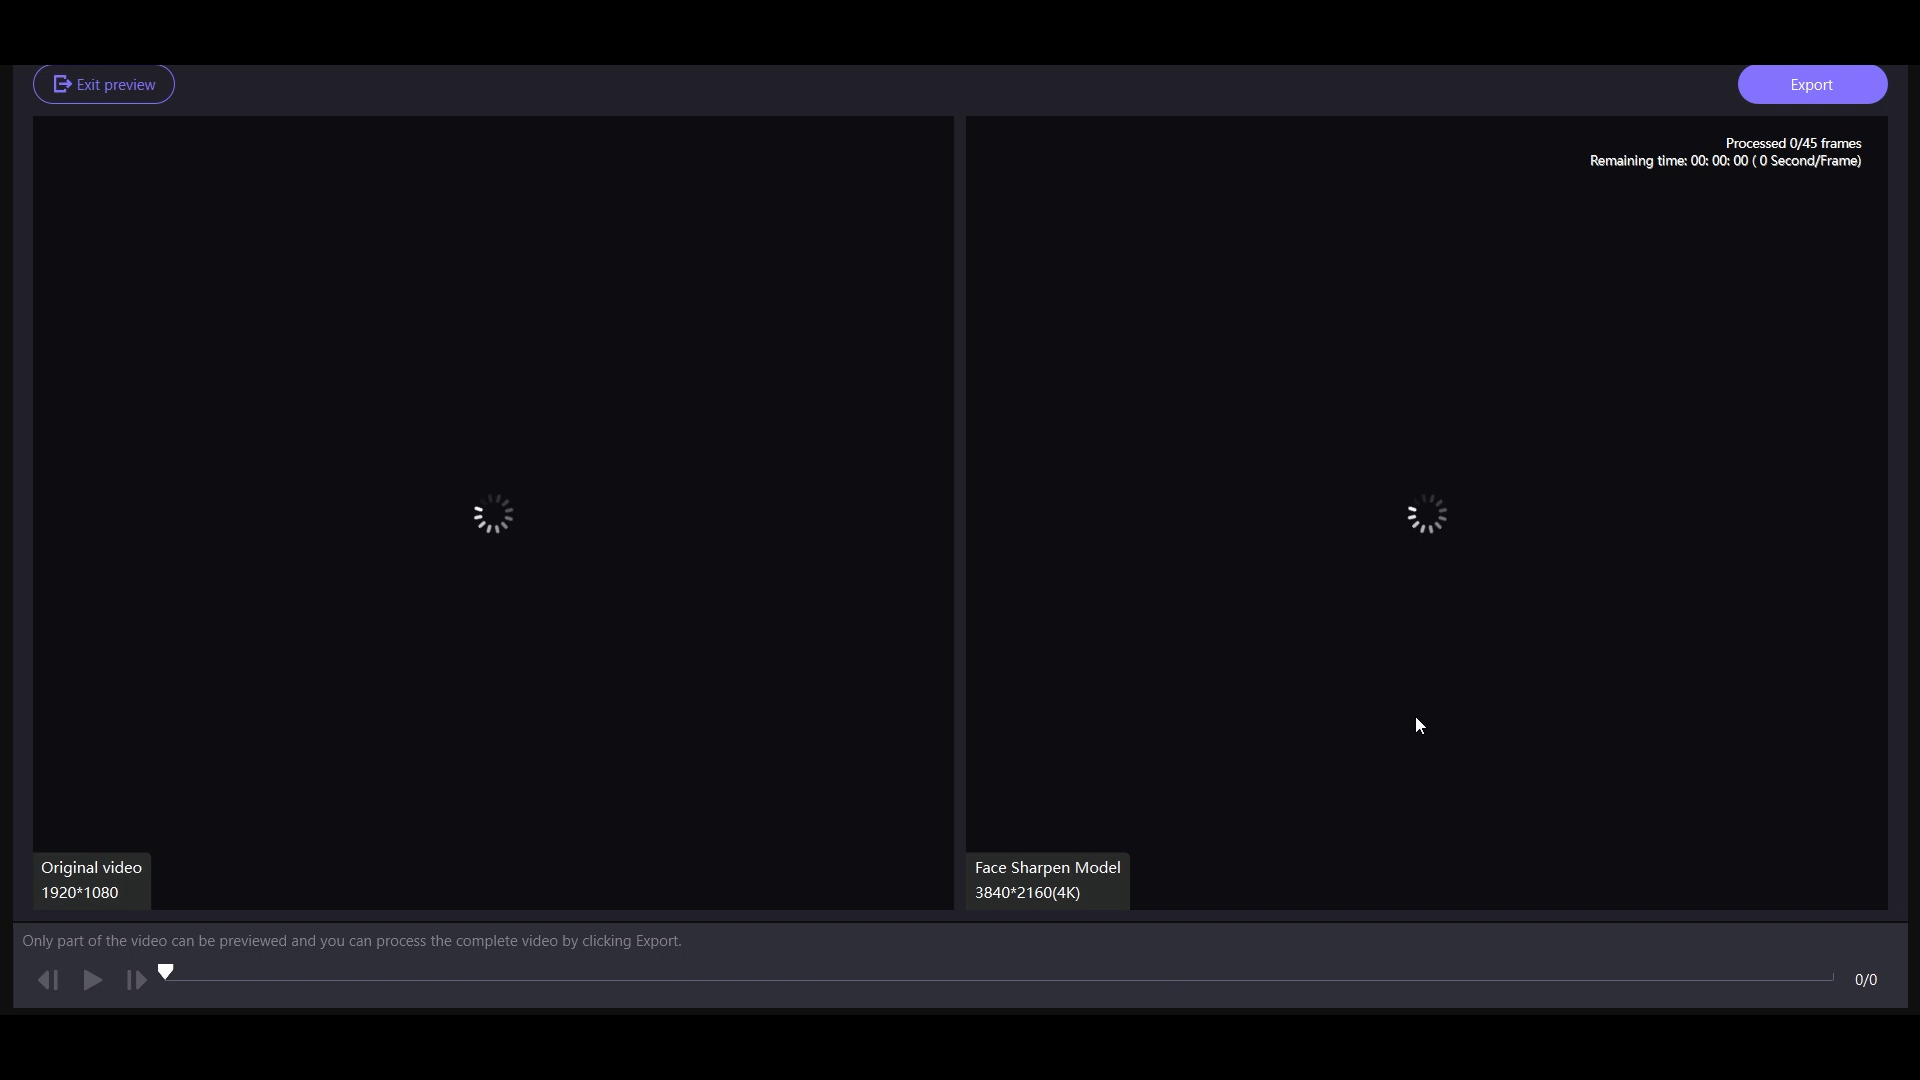 Exit preview
Export
Processed 0/45 frames
Remaining time: 00: 00: 00 ( 0 Second/Frame)
Original video
1920*1080
Face Sharpen Model
3840*2160(4K)
Only part of the video can be previewed and you can process the complete video by clicking Export.
0/0